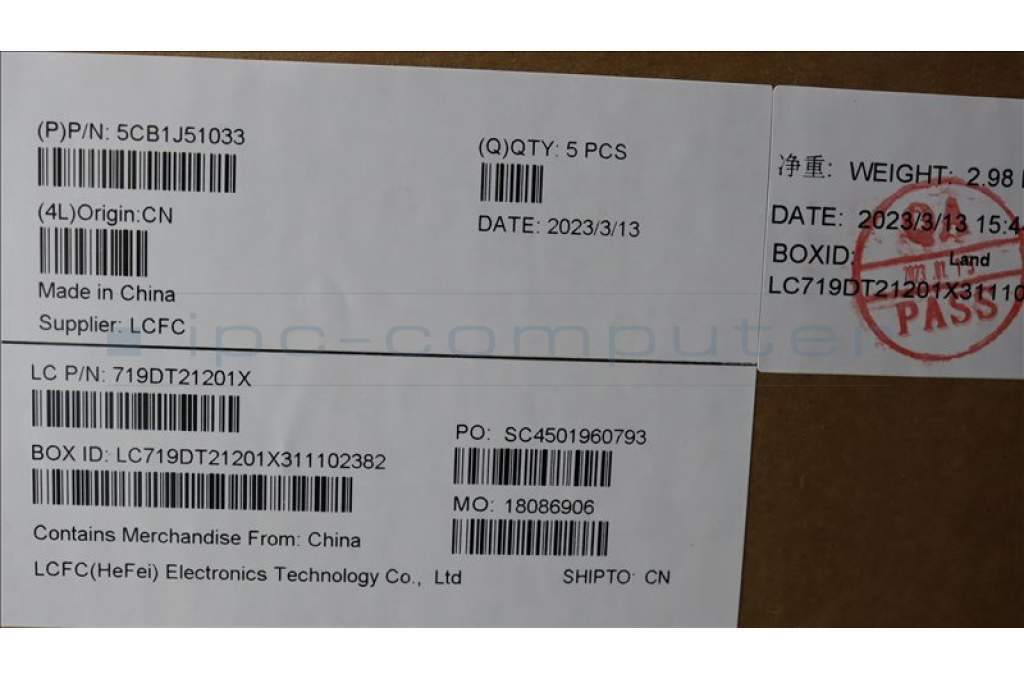 (P)P/N: 5CB1J51033
(Q)QTY: 5 PCS
(4L)Origin:CN
DATE: 2023/3/13
Made in China
Supplier: LCFC
净重: WEIGHT: 2.98
DATE: 2023/3/13 15:4
BOXID:
Land
LC719DT21201X31110
QA
PASS
ipc-computer
LC P/N: 719DT21201X
BOX ID: LC719DT21201X311102382
PO: SC4501960793
MO: 18086906
Contains Merchandise From: China
LCFC(HeFei) Electronics Technology Co., Ltd
SHIPTO: CN